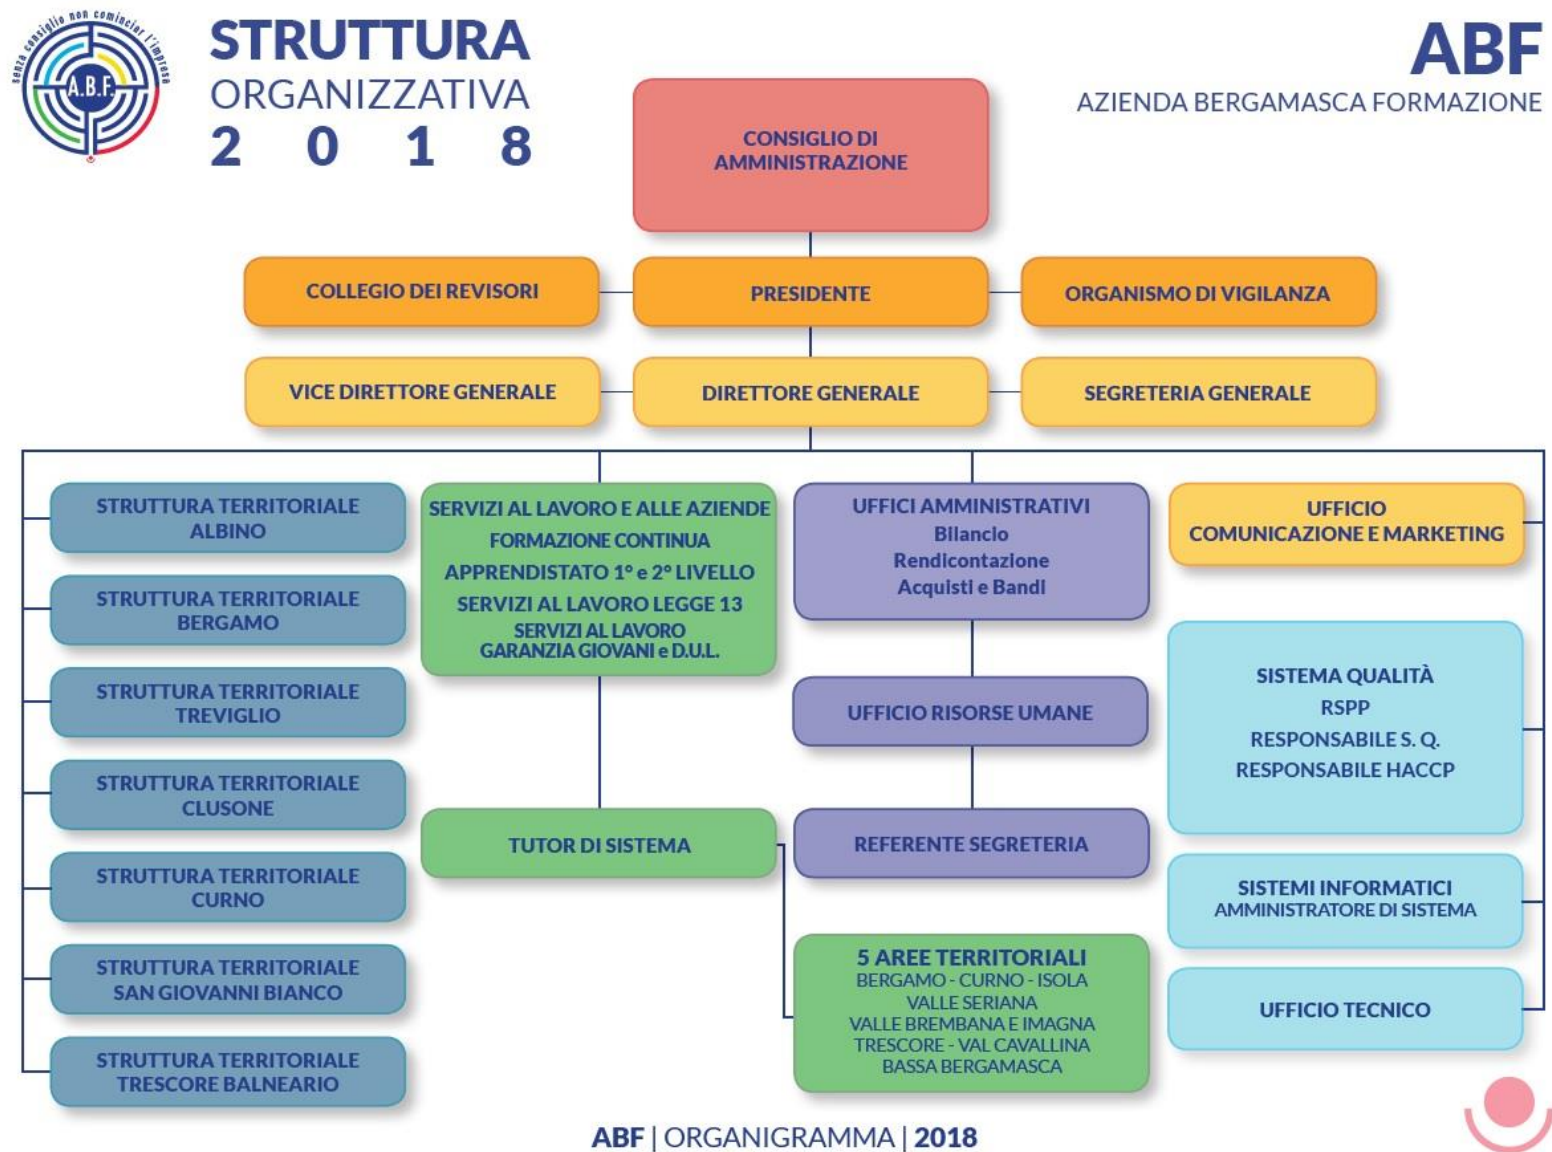 senza consiglio non cominciar l'impresa
A.B.F.
STRUTTURA
ORGANIZZATIVA
2 0 1 8
ABF
AZIENDA BERGAMASCA FORMAZIONE
CONSIGLIO DI
AMMINISTRAZIONE
COLLEGIO DEI REVISORI
PRESIDENTE
ORGANISMO DI VIGILANZA
VICE DIRETTORE GENERALE
DIRETTORE GENERALE
SEGRETERIA GENERALE
STRUTTURA TERRITORIALE
ALBINO
STRUTTURA TERRITORIALE
BERGAMO
STRUTTURA TERRITORIALE
TREVIGLIO
STRUTTURA TERRITORIALE
CLUSONE
STRUTTURA TERRITORIALE
CURNO
STRUTTURA TERRITORIALE
SAN GIOVANNI BIANCO
STRUTTURA TERRITORIALE
TRESCORE BALNEARIO
SERVIZI AL LAVORO E ALLE AZIENDE
FORMAZIONE CONTINUA
APPRENDISTATO 1° e 2° LIVELLO
SERVIZI AL LAVORO LEGGE 13
SERVIZI AL LAVORO
GARANZIA GIOVANI e D.U.L.
TUTOR DI SISTEMA
UFFICI AMMINISTRATIVI
Bilancio
Rendicontazione
Acquisti e Bandi
UFFICIO RISORSE UMANE
REFERENTE SEGRETERIA
5 AREE TERRITORIALI
BERGAMO - CURNO - ISOLA
VALLE SERIANA
VALLE BREMBANA E IMAGNA
TRESCORE - VAL CAVALLINA
BASSA BERGAMASCA
UFFICIO
COMUNICAZIONE E MARKETING
SISTEMA QUALITÀ
RSPP
RESPONSABILE S. Q.
RESPONSABILE HACCP
SISTEMI INFORMATICI
AMMINISTRATORE DI SISTEMA
UFFICIO TECNICO
ABF | ORGANIGRAMMA | 2018